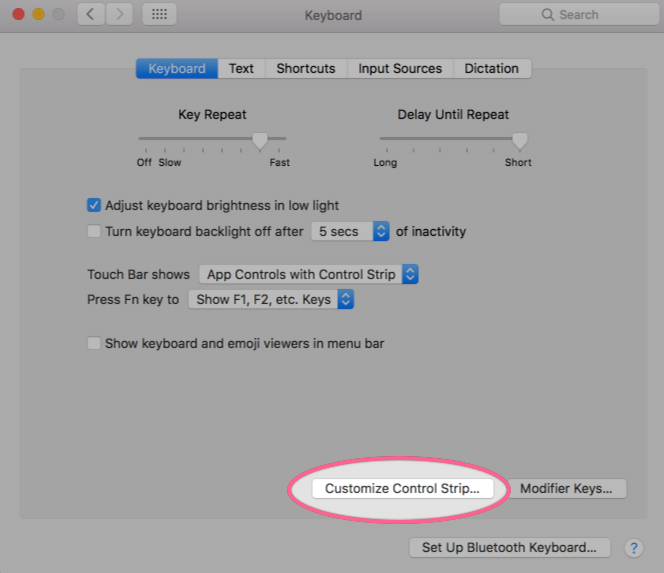 Keyboard
Search
Keyboard Text Shortcuts Input Sources Dictation
Key Repeat Delay Until Repeat
Off Slow Fast Long Short
Adjust keyboard brightness in low light
Turn keyboard backlight off after 5 secs of inactivity
Touch Bar shows App Controls with Control Strip
Press Fn key to Show F1, F2, etc. Keys
Show keyboard and emoji viewers in menu bar
Customize Control Strip... Modifier Keys...
Set Up Bluetooth Keyboard... ?